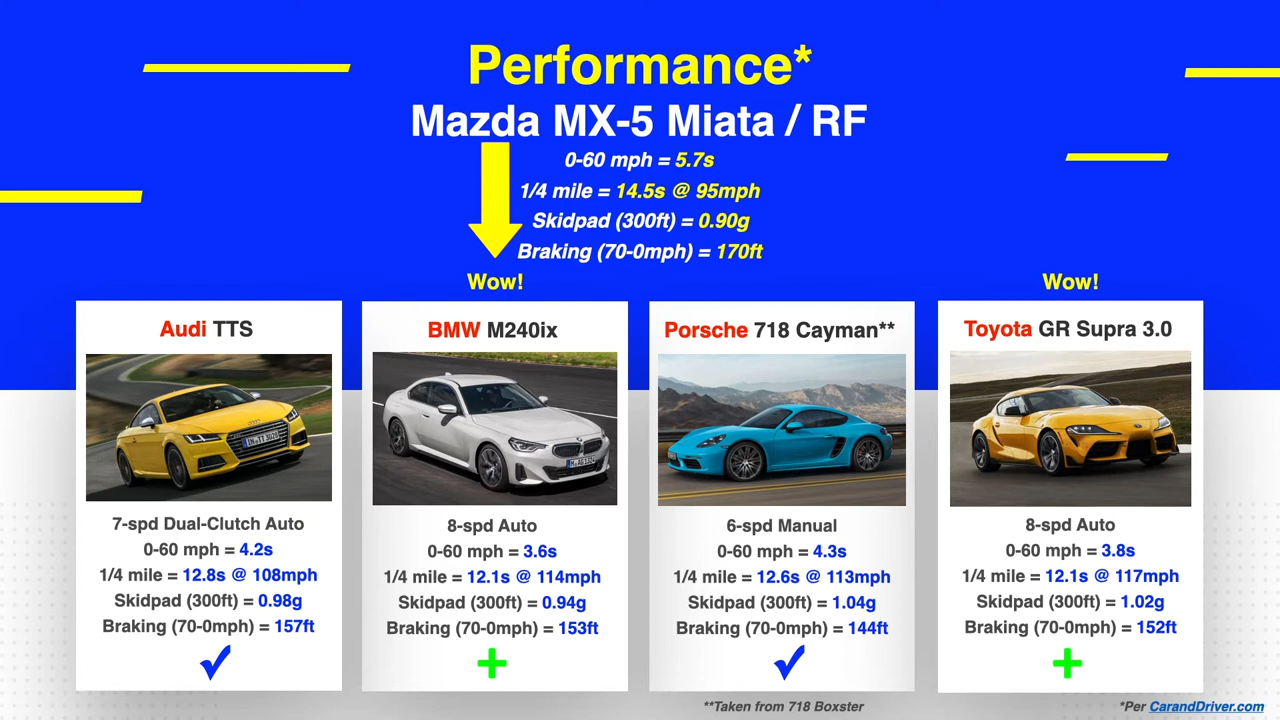 Performance*
Mazda MX-5 Miata / RF
0-60 mph = 5.7s
1/4 mile = 14.5s @ 95mph
Skidpad (300ft) = 0.90g
Braking (70-0mph) = 170ft
Wow!
Wow!
Audi TTS
7-spd Dual-Clutch Auto
0-60 mph = 4.2s
1/4 mile = 12.8s @ 108mph
Skidpad (300ft) = 0.98g
Braking (70-0mph) = 157ft
BMW M240ix
8-spd Auto
0-60 mph = 3.6s
1/4 mile = 12.1s @ 114mph
Skidpad (300ft) = 0.94g
Braking (70-0mph) = 153ft
Porsche 718 Cayman**
6-spd Manual
0-60 mph = 4.3s
1/4 mile = 12.6s @ 113mph
Skidpad (300ft) = 1.04g
Braking (70-0mph) = 144ft
Toyota GR Supra 3.0
8-spd Auto
0-60 mph = 3.8s
1/4 mile = 12.1s @ 117mph
Skidpad (300ft) = 1.02g
Braking (70-0mph) = 152ft
**Taken from 718 Boxster
*Per CarandDriver.com